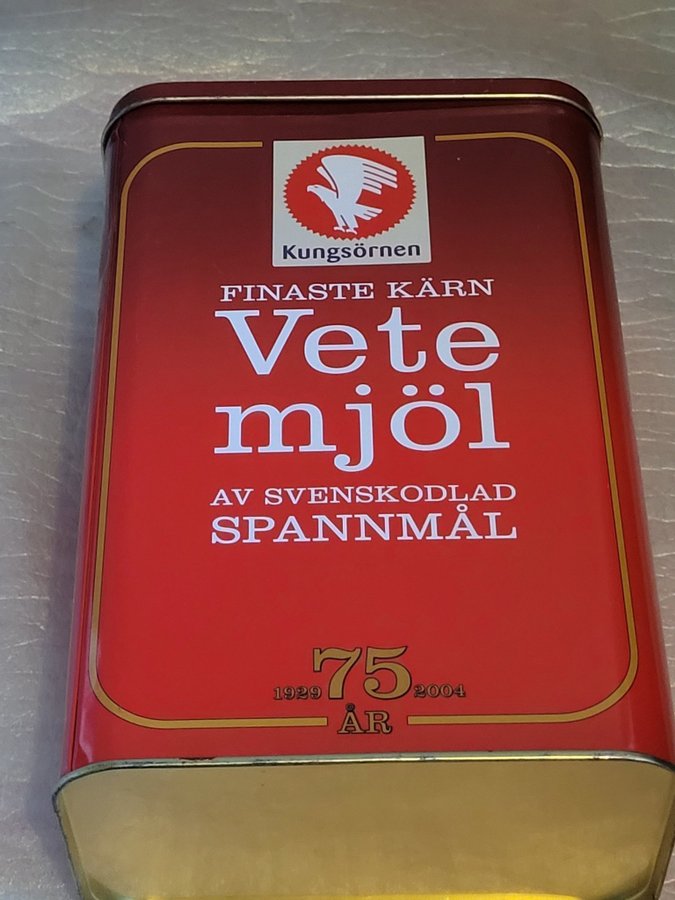 Kungsörnen
FINASTE KÄRN
Vete
mjöl
AV SVENSKODLAD
SPANNMÅL
1929 75 2004
ÅR